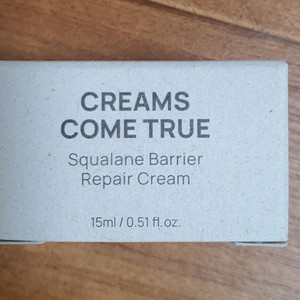 CREAMS
COME TRUE
Squalane Barrier
Repair Cream
15ml / 0.51 fl.oz.